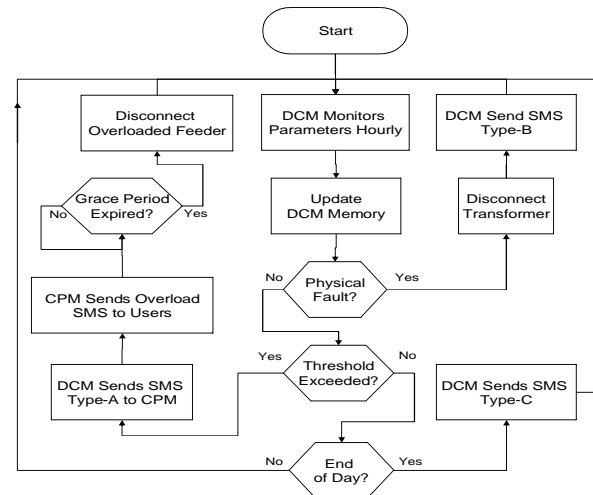 Start
Disconnect
Overloaded Feeder
DCM Monitors
Parameters Hourly
DCM Send SMS
Type-B
Grace Period
Expired?
No
Yes
Update
DCM Memory
Disconnect
Transformer
No
Physical
Fault?
Yes
CPM Sends Overload
SMS to Users
Yes
Threshold
Exceeded?
No
DCM Sends SMS
Type-A to CPM
DCM Sends SMS
Type-C
No
End
of Day?
Yes